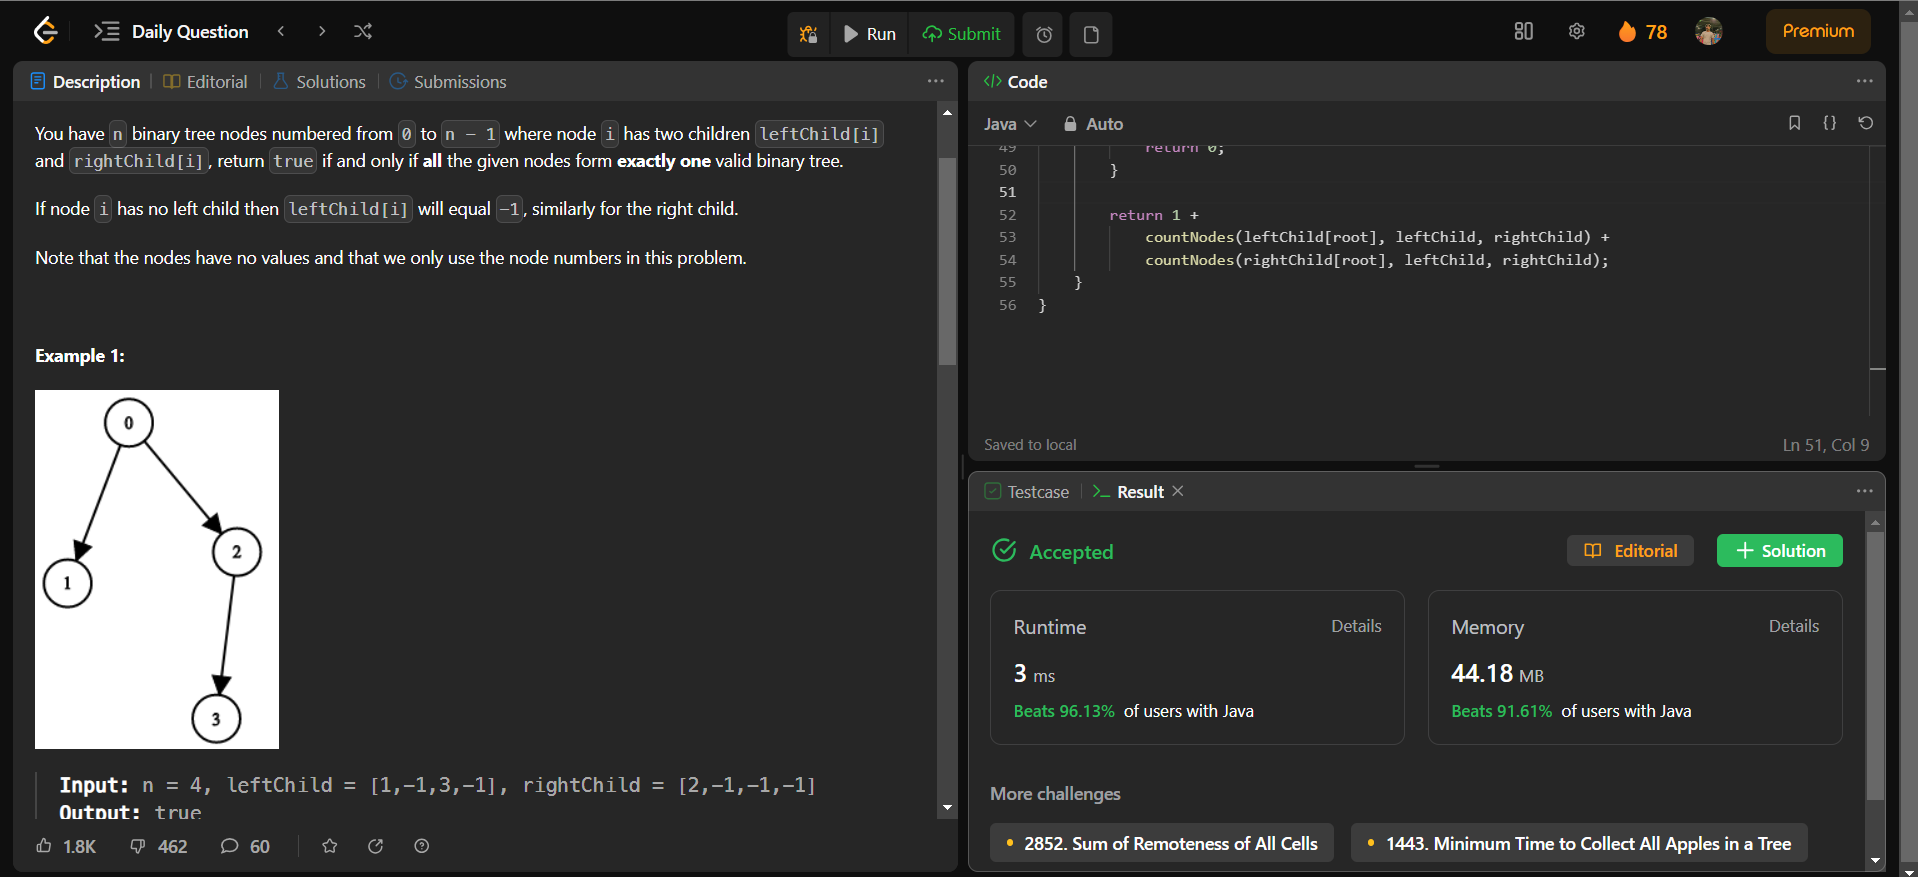 Daily Question
Run
Submit
78
Premium
Description
Editorial
Solutions
Submissions
You have n binary tree nodes numbered from 0 to n - 1 where node i has two children leftChild[i]
and rightChild[i], return true if and only if all the given nodes form exactly one valid binary tree.
If node i has no left child then leftChild[i] will equal -1, similarly for the right child.
Note that the nodes have no values and that we only use the node numbers in this problem.
Example 1:
0
2
1
3
Input: n = 4, leftChild = [1,-1,3,-1], rightChild = [2,-1,-1,-1]
Output: true
1.8K
462
60
</> Code
Java
Auto
49 return 0;
50 }
51
52 return 1 +
53 countNodes(leftChild[root], leftChild, rightChild) +
54 countNodes(rightChild[root], leftChild, rightChild);
55 }
56 }
Saved to local
Ln 51, Col 9
Testcase
Result
Accepted
Editorial
Solution
Runtime
Details
3 ms
Beats 96.13% of users with Java
Memory
Details
44.18 MB
Beats 91.61% of users with Java
More challenges
2852. Sum of Remoteness of All Cells
1443. Minimum Time to Collect All Apples in a Tree